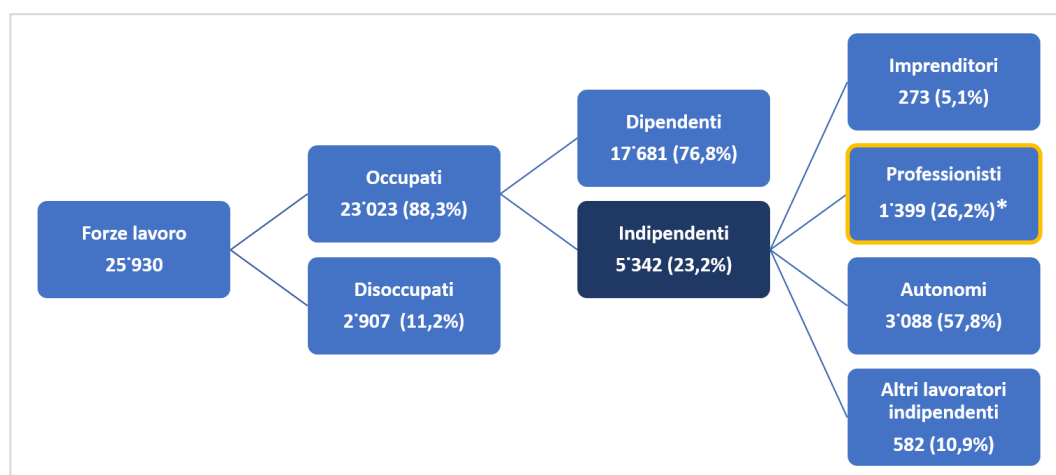 Forze lavoro
25˙930
Occupati
23˙023 (88,3%)
Disoccupati
2˙907 (11,2%)
Dipendenti
17˙681 (76,8%)
Indipendenti
5˙342 (23,2%)
Imprenditori
273 (5,1%)
Professionisti
1˙399 (26,2%)*
Autonomi
3˙088 (57,8%)
Altri lavoratori
indipendenti
582 (10,9%)